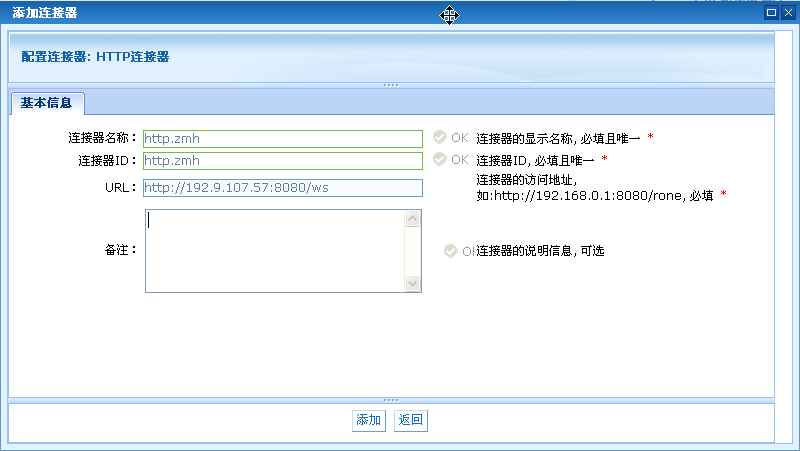 添加连接器
配置连接器: HTTP连接器
基本信息
连接器名称： http.zmh OK 连接器的显示名称, 必填且唯一 *
连接器ID： http.zmh OK 连接器ID, 必填且唯一 *
URL： http://192.9.107.57:8080/ws 连接器的访问地址,
如:http://192.168.0.1:8080/rone, 必填 *
备注： OK 连接器的说明信息, 可选
添加 返回